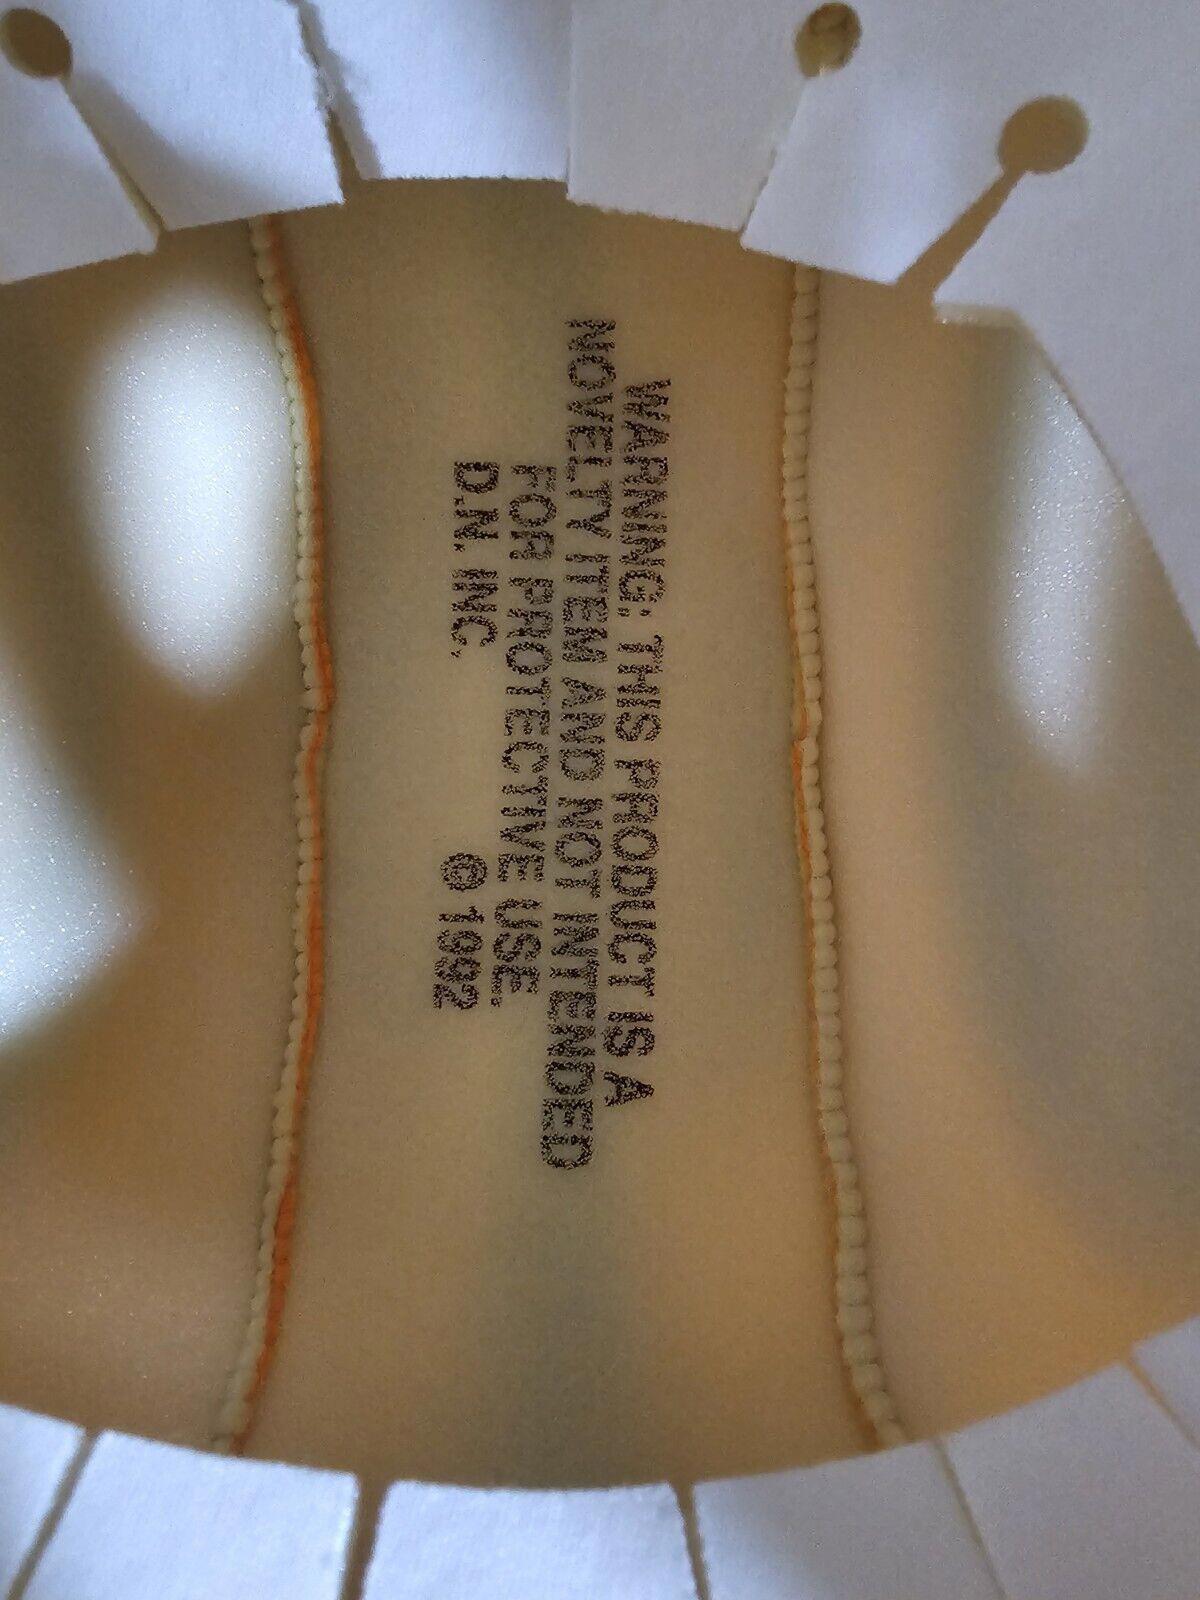 WARNING: THIS PRODUCT IS A
NOVELTY ITEM AND NOT INTENDED
FOR PROTECTIVE USE.
D.N. INC. © 1992